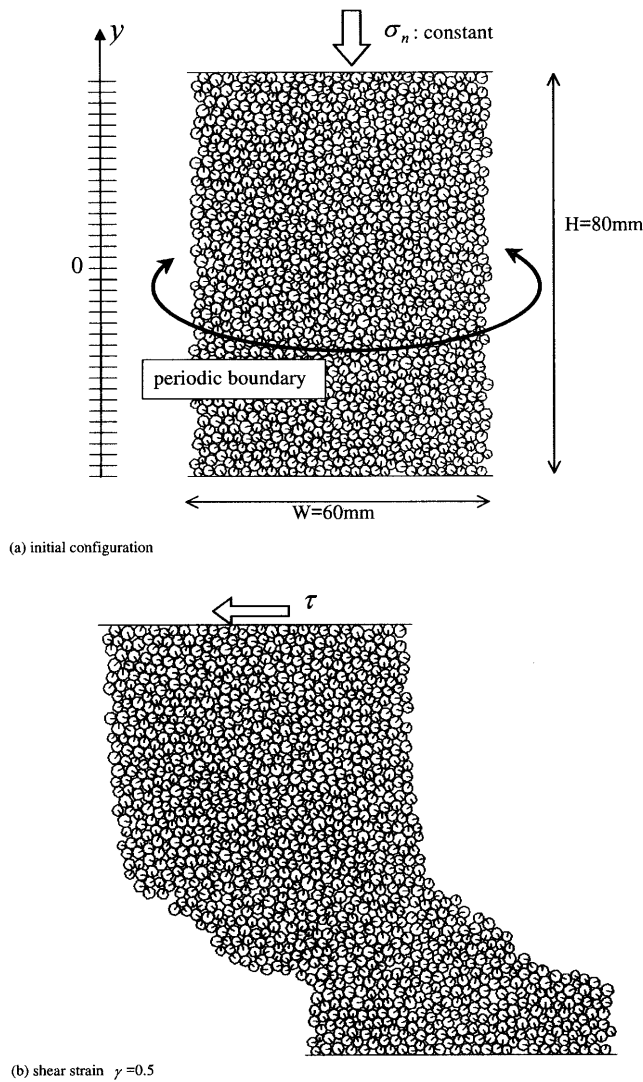 y
σn : constant
0
H=80mm
periodic boundary
W=60mm
(a) initial configuration
τ
(b) shear strain γ =0.5